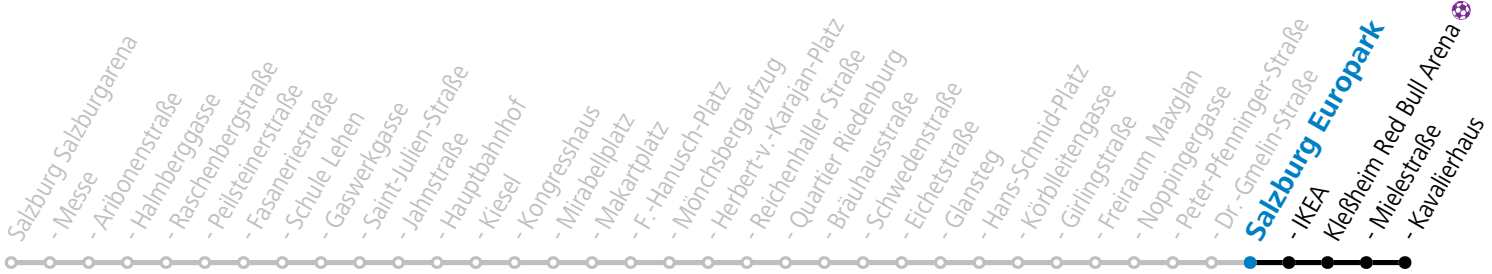 Salzburg Salzburgarena
- Messe
- Aribonenstraße
- Halmberggasse
- Raschenbergstraße
- Peilsteinerstraße
- Fasaneriestraße
- Schule Lehen
- Gaswerkgasse
- Saint-Julien-Straße
- Jahnstraße
- Hauptbahnhof
- Kiesel
- Kongresshaus
- Mirabellplatz
- Makartplatz
- F.-Hanusch-Platz
- Mönchsbergaufzug
- Herbert-v.-Karajan-Platz
- Reichenhaller Straße
- Quartier Riedenburg
- Bräuhausstraße
- Schwedenstraße
- Eichetstraße
- Glansteg
- Hans-Schmid-Platz
- Körblleitengasse
- Girlingstraße
- Freiraum Maxglan
- Noppingergasse
- Peter-Pfenninger-Straße
- Dr.-Gmelin-Straße
Salzburg Europark
- IKEA
Kleßheim Red Bull Arena
- Mielestraße
- Kavalierhaus